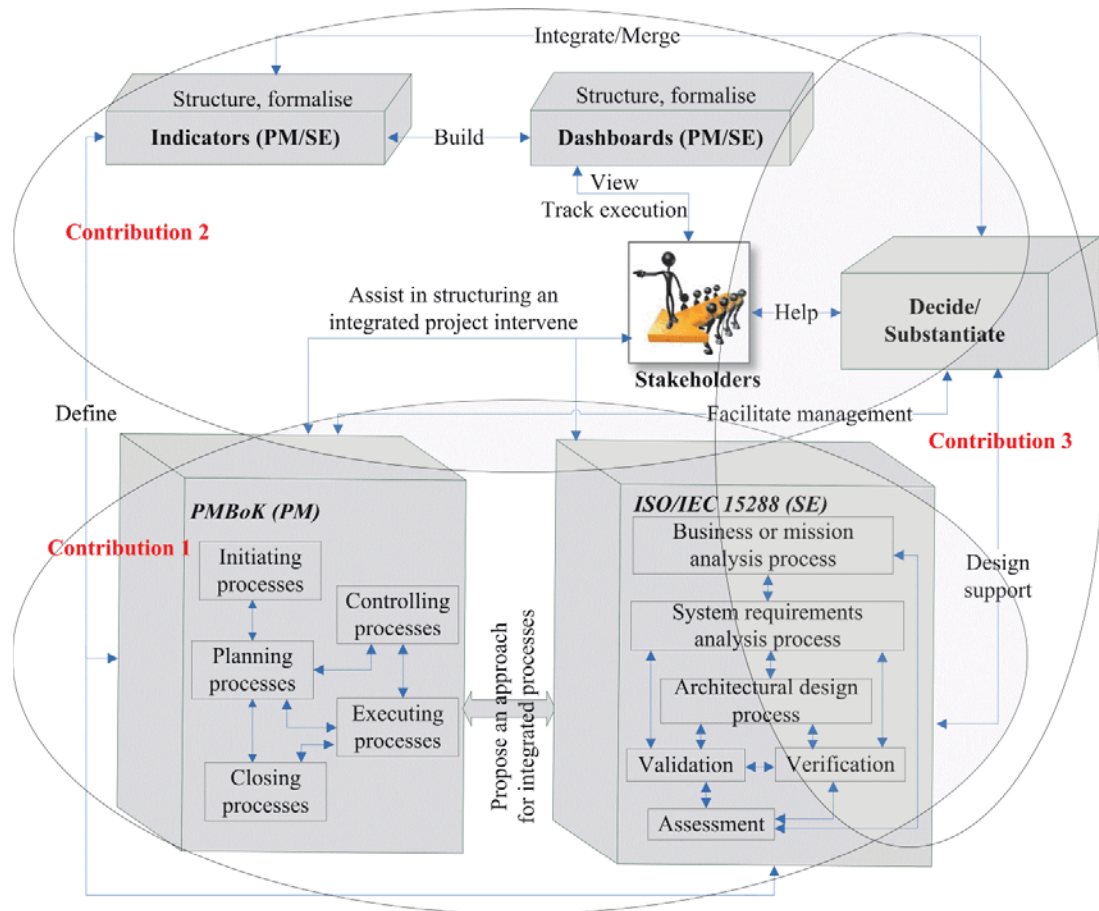 Integrate/Merge
Structure, formalise
Indicators (PM/SE)
Build
Structure, formalise
Dashboards (PM/SE)
View
Track execution
Contribution 2
Assist in structuring an
integrated project intervene
Stakeholders
Help
Decide/
Substantiate
Define
Facilitate management
Contribution 3
Contribution 1
PMBoK (PM)
Initiating
processes
Controlling
processes
Planning
processes
Executing
processes
Closing
processes
Propose an approach
for integrated processes
ISO/IEC 15288 (SE)
Business or mission
analysis process
System requirements
analysis process
Architectural design
process
Validation
Verification
Assessment
Design
support